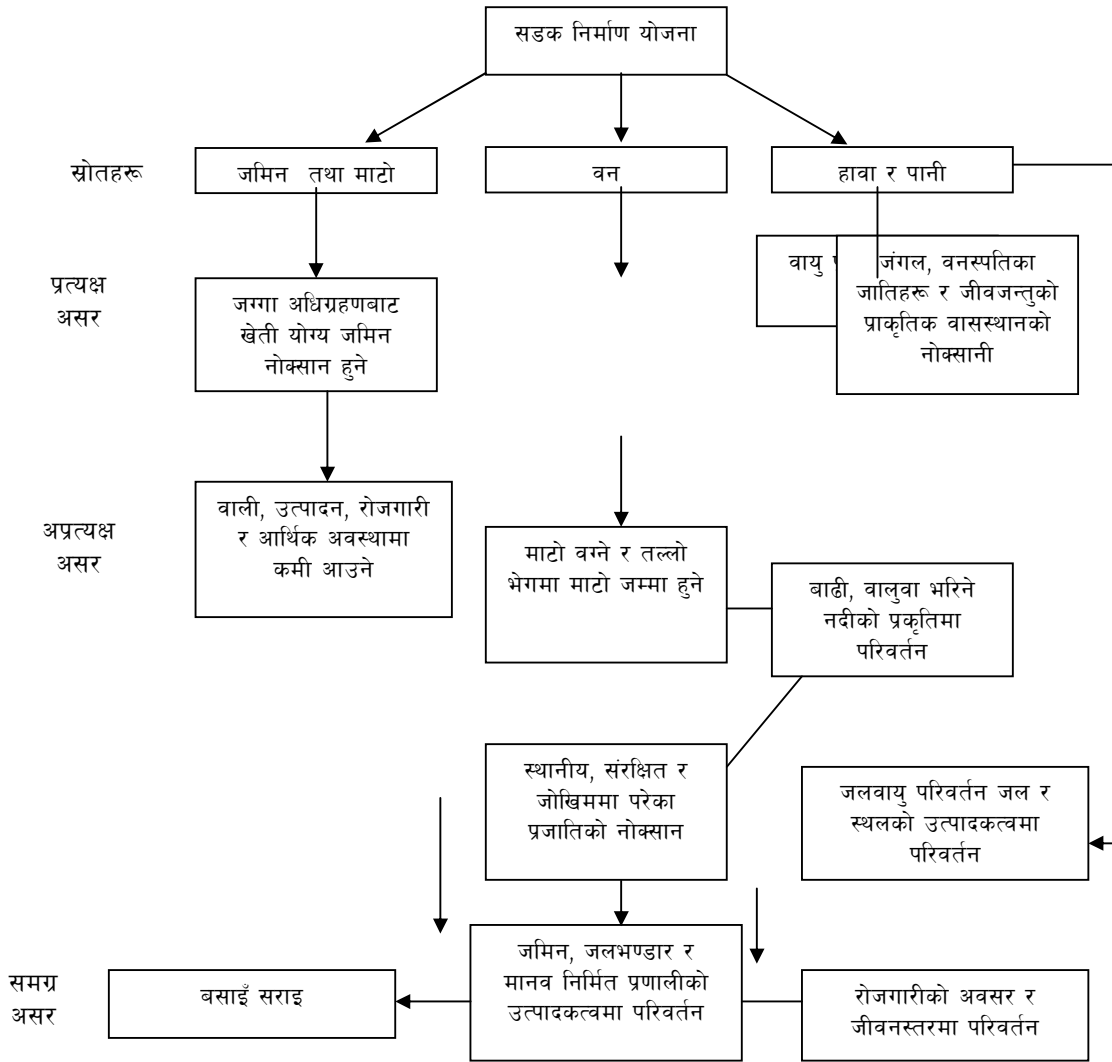 सडक निर्माण योजना
स्रोतहरू
जमिन तथा माटो
वन
हावा र पानी
प्रत्यक्ष
असर
जग्गा अधिग्रहणबाट
खेती योग्य जमिन
नोक्सान हुने
वायु
जंगल, वनस्पतिका
जातिहरू र जीवजन्तुको
प्राकृतिक वासस्थानको
नोक्सानी
अप्रत्यक्ष
असर
वाली, उत्पादन, रोजगारी
र आर्थिक अवस्थामा
कमी आउने
माटो वग्ने र तल्लो
भेगमा माटो जम्मा हुने
बाढी, वालुवा भरिने
नदीको प्रकृतिमा
परिवर्तन
स्थानीय, संरक्षित र
जोखिममा परेका
प्रजातिको नोक्सान
जलवायु परिवर्तन जल र
स्थलको उत्पादकत्वमा
परिवर्तन
समग्र
असर
बसाइँ सराइ
जमिन, जलभण्डार र
मानव निर्मित प्रणालीको
उत्पादकत्वमा परिवर्तन
रोजगारीको अवसर र
जीवनस्तरमा परिवर्तन